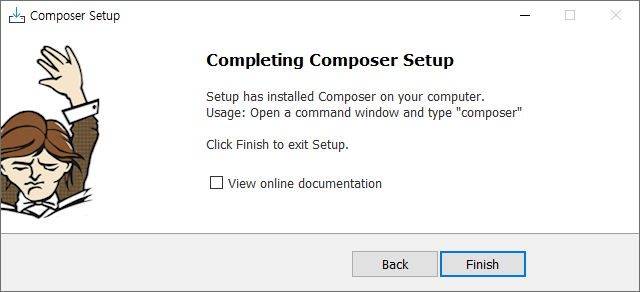 Composer Setup
Completing Composer Setup
Setup has installed Composer on your computer.
Usage: Open a command window and type "composer"
Click Finish to exit Setup.
View online documentation
Back
Finish